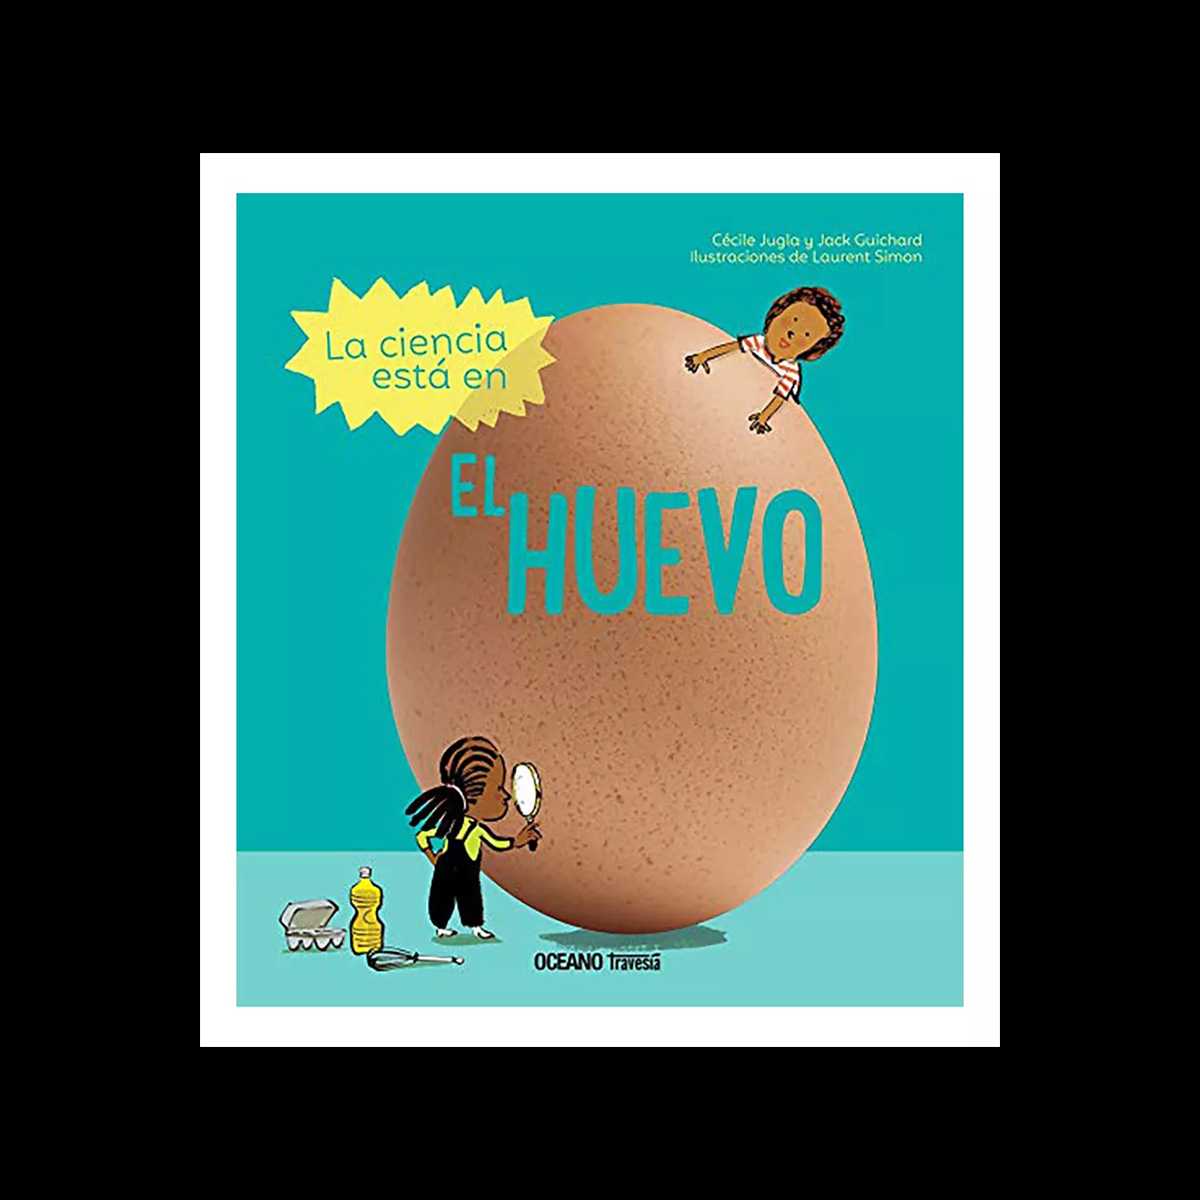 Cécile Jugla y Jack Guichard
Ilustraciones de Laurent Simon
La ciencia
está en
EL
HUEVO
OCEANO Travesía